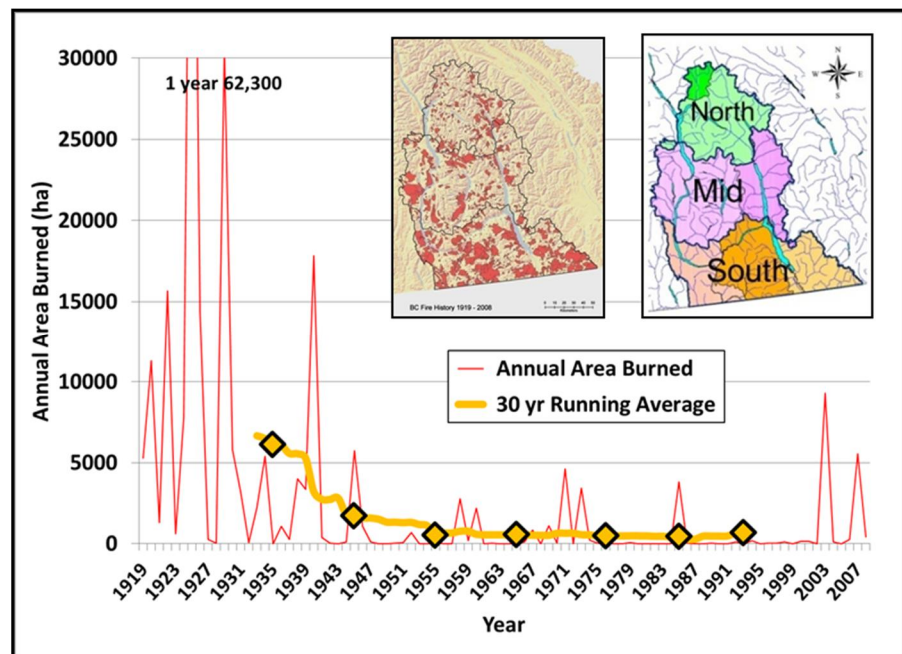 30000
25000
20000
15000
10000
5000
0
Annual Area Burned (ha)
1 year 62,300
BC Fire History 1919 - 2008
N
W
E
S
North
Mid
South
Annual Area Burned
30 yr Running Average
1919
1923
1927
1931
1935
1939
1943
1947
1951
1955
1959
1963
1967
1971
1975
1979
1983
1987
1991
1995
1999
2003
2007
Year